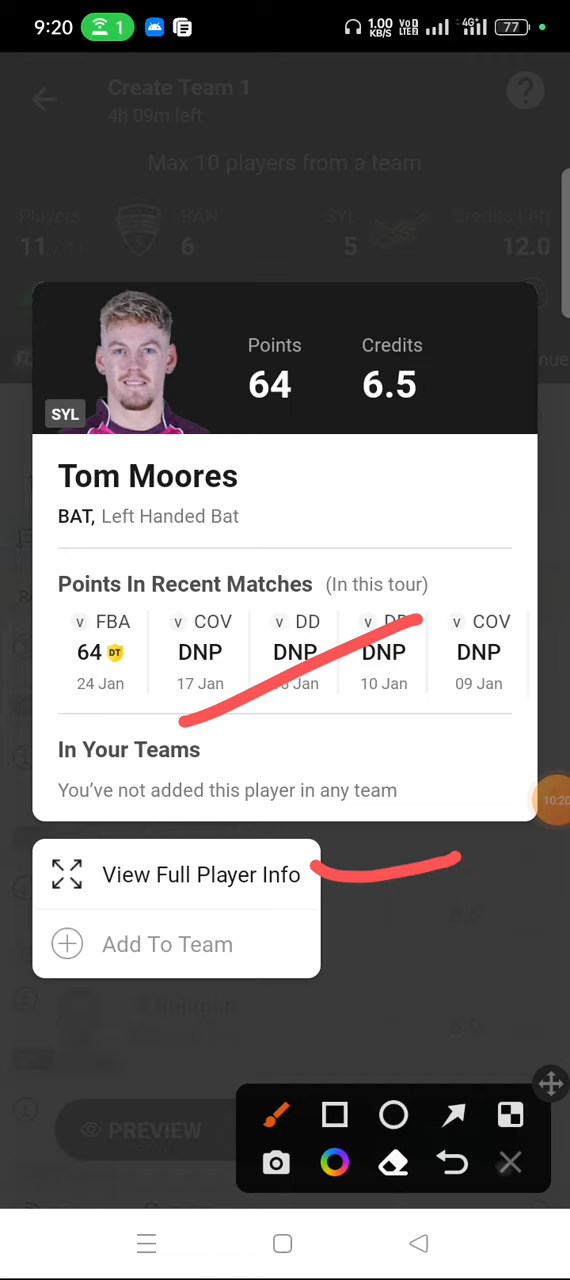 9:20 1 1.00 KB/S VoD LTE2 4G+ 77
Create Team 1
4h 09m left
Max 10 players from a team
Players HAN SYL Credits Left
11 6 5 12.0
Points Credits
64 6.5
SYL
Tom Moores
BAT, Left Handed Bat
Points In Recent Matches (In this tour)
v FBA v COV v DD v v COV
64 DT DNP DNP DNP DNP
24 Jan 17 Jan Jan 10 Jan 09 Jan
In Your Teams
You've not added this player in any team
10:20
View Full Player Info
Add To Team
PREVIEW